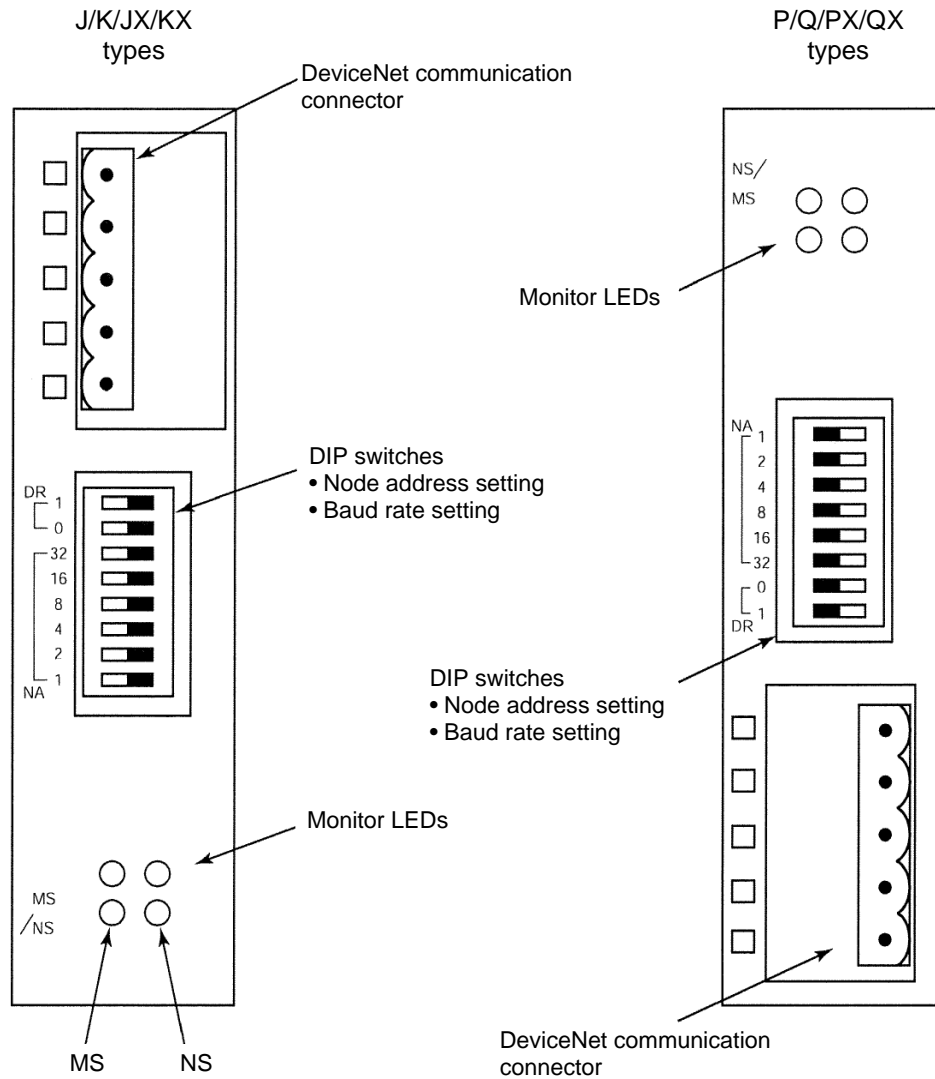 J/K/JX/KX
types
DeviceNet communication
connector
DR
1
0
32
16
8
4
2
1
NA
DIP switches
• Node address setting
• Baud rate setting
Monitor LEDs
MS
/NS
MS
NS
P/Q/PX/QX
types
NS/
MS
Monitor LEDs
NA
1
2
4
8
16
32
0
1
DR
DIP switches
• Node address setting
• Baud rate setting
DeviceNet communication
connector